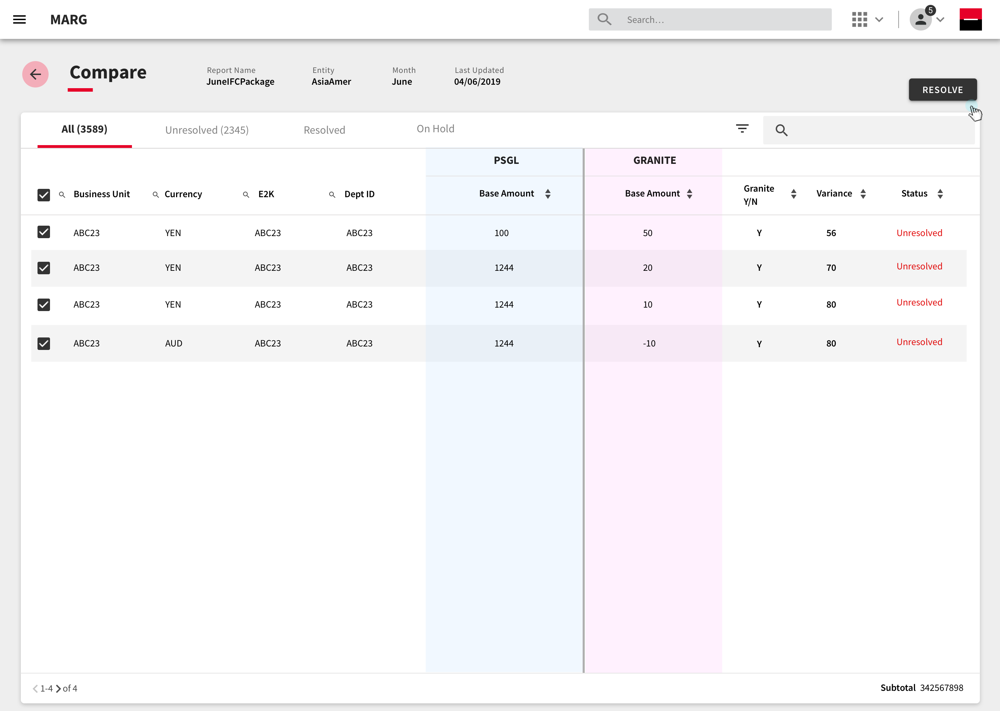 MARG
Search...
5
Compare
Report Name
JuneIFCPackage
Entity
AsiaAmer
Month
June
Last Updated
04/06/2019
RESOLVE
All (3589)
Unresolved (2345)
Resolved
On Hold
PSGL
GRANITE
Business Unit Currency E2K Dept ID Base Amount Base Amount Granite Y/N Variance Status
ABC23 YEN ABC23 ABC23 100 50 Y 56 Unresolved
ABC23 YEN ABC23 ABC23 1244 20 Y 70 Unresolved
ABC23 YEN ABC23 ABC23 1244 10 Y 80 Unresolved
ABC23 AUD ABC23 ABC23 1244 -10 Y 80 Unresolved
1-4 of 4
Subtotal 342567898